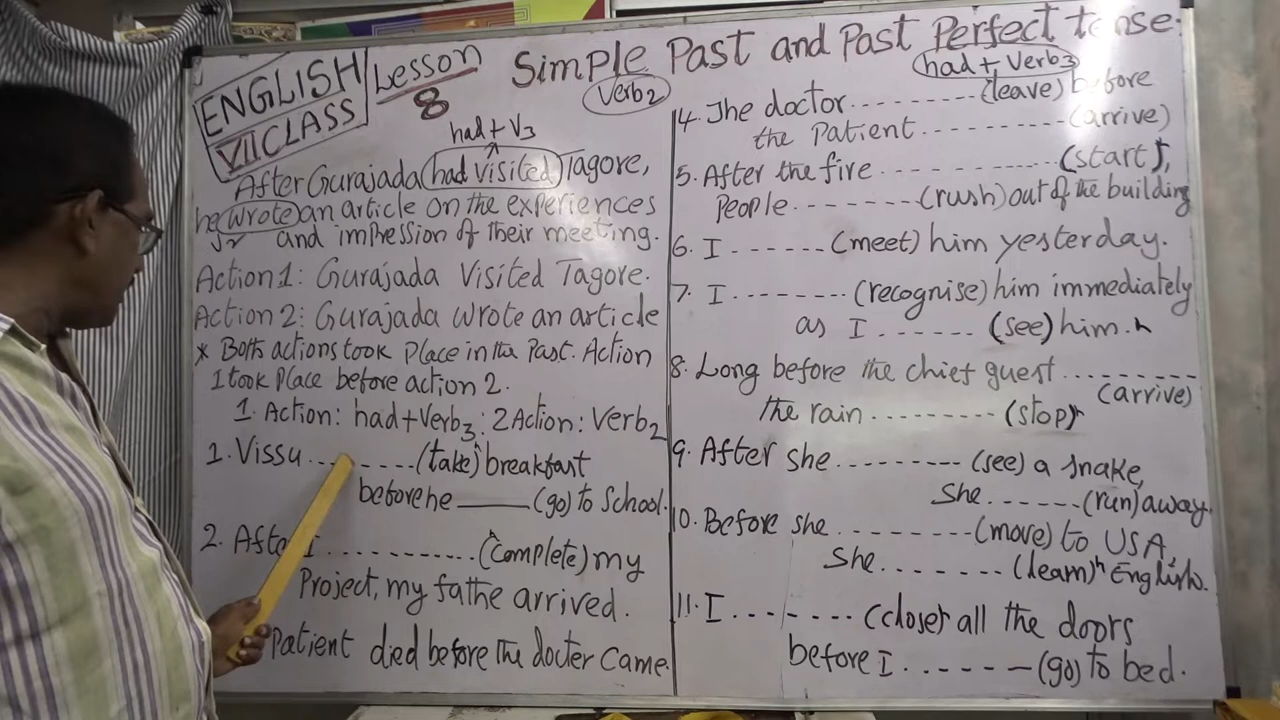 ENGLISH
VII CLASS
Lesson
8
Simple Past and Past Perfect tense
Verb2
had + Verb3
had + V3
After Gurajada had visited Tagore,
he wrote an article on the experiences
V2 and impression of their meeting.
Action 1: Gurajada Visited Tagore.
Action 2: Gurajada wrote an article
* Both actions took place in the Past. Action
1 took place before action 2.
1. Action: had+Verb3: 2 Action: Verb2
1. Vissu ......... (take) breakfast
before he ______ (go) to School.
2. After I ............ (complete) my
Project, my fathe arrived.
Patient died before the docter came
4. The doctor ......... (leave) before
the Patient .......... (arrive)
5. After the fire ............ (start),
People ....... (rush) out of the building
6. I ...... (meet) him yesterday.
7. I -------- (recognise) him immediately
as I ...... (see) him.
8. Long before the chief guest .........
(arrive)
the rain ......... (stop)
9. After she --------- (see) a snake,
She ...... (run) away.
10. Before she ........ (move) to USA,
She ....... (learn) English.
11. I ....... (close) all the doors
before I ...... (go) to bed.